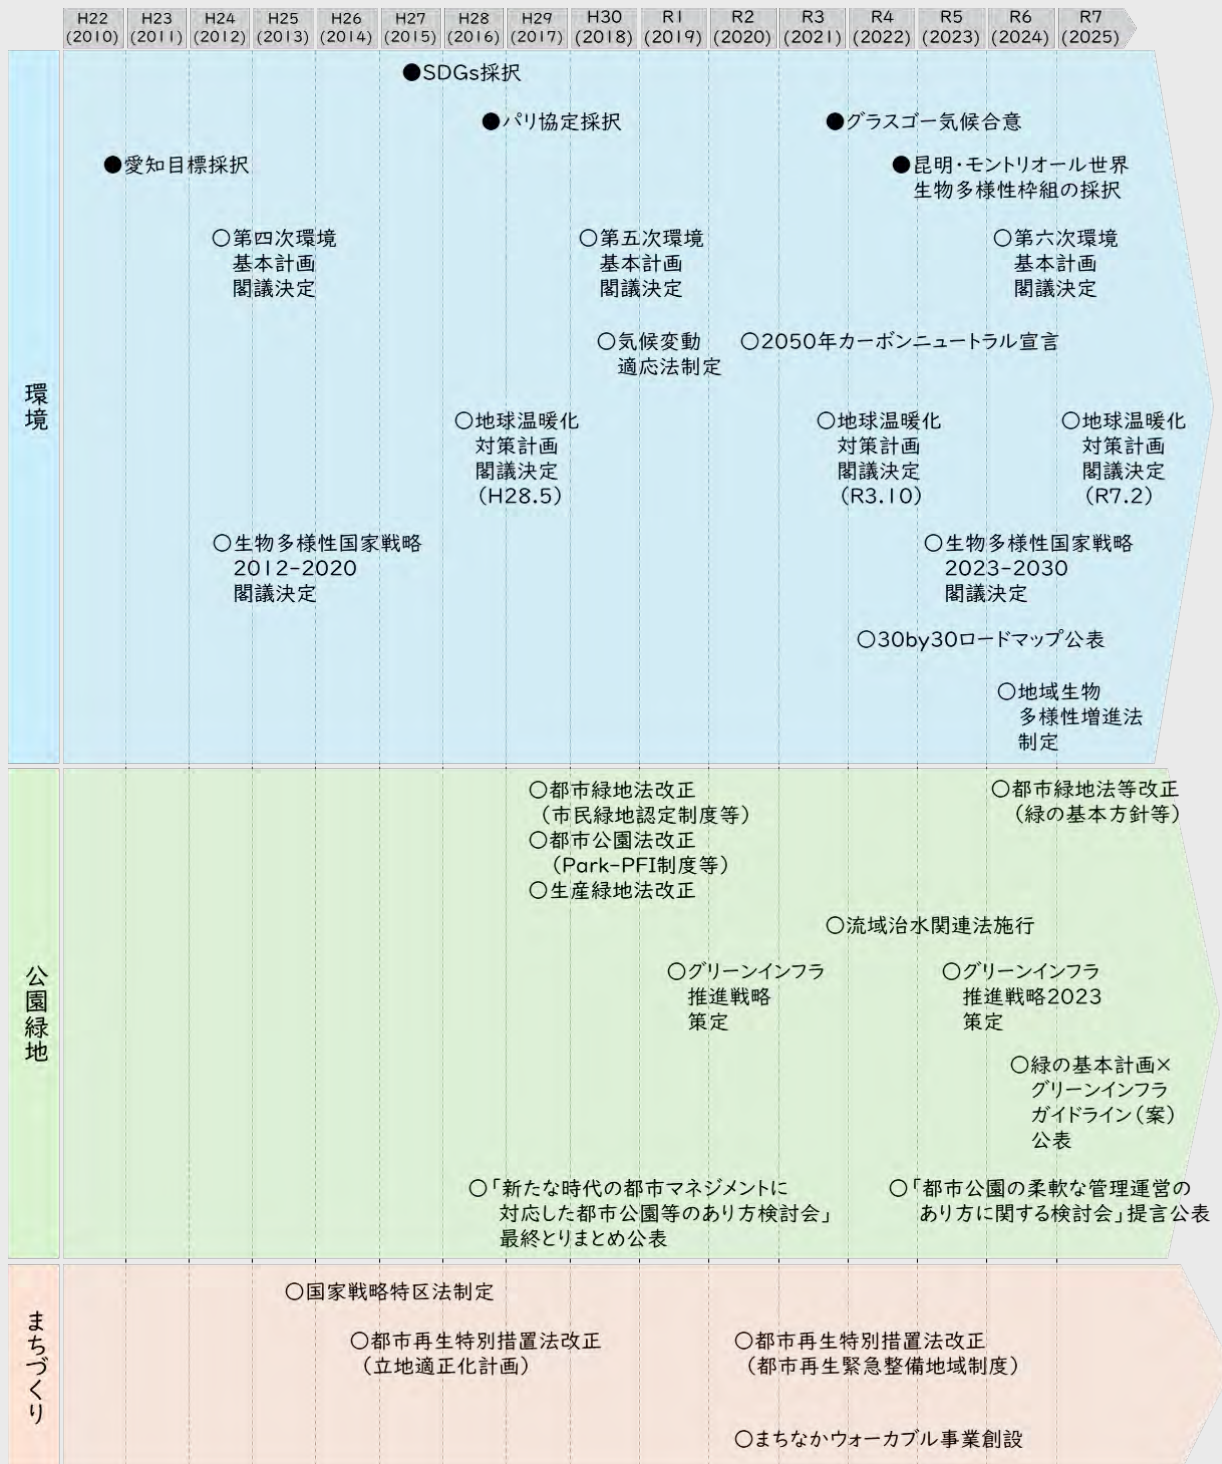 H22 H23 H24 H25 H26 H27 H28 H29 H30 R1 R2 R3 R4 R5 R6 R7
(2010) (2011) (2012) (2013) (2014) (2015) (2016) (2017) (2018) (2019) (2020) (2021) (2022) (2023) (2024) (2025)
環境
●SDGs採択
●パリ協定採択
●グラスゴー気候合意
●愛知目標採択
●昆明・モントリオール世界
生物多様性枠組の採択
○第四次環境
基本計画
閣議決定
○第五次環境
基本計画
閣議決定
○第六次環境
基本計画
閣議決定
○気候変動
適応法制定
○2050年カーボンニュートラル宣言
○地球温暖化
対策計画
閣議決定
(H28.5)
○地球温暖化
対策計画
閣議決定
(R3.10)
○地球温暖化
対策計画
閣議決定
(R7.2)
○生物多様性国家戦略
2012-2020
閣議決定
○生物多様性国家戦略
2023-2030
閣議決定
○30by30ロードマップ公表
○地域生物
多様性増進法
制定
公園緑地
○都市緑地法改正
(市民緑地認定制度等)
○都市公園法改正
(Park-PFI制度等)
○生産緑地法改正
○都市緑地法等改正
(緑の基本方針等)
○流域治水関連法施行
○グリーンインフラ
推進戦略
策定
○グリーンインフラ
推進戦略2023
策定
○緑の基本計画×
グリーンインフラ
ガイドライン(案)
公表
○「新たな時代の都市マネジメントに
対応した都市公園等のあり方検討会」
最終とりまとめ公表
○「都市公園の柔軟な管理運営の
あり方に関する検討会」提言公表
まちづくり
○国家戦略特区法制定
○都市再生特別措置法改正
(立地適正化計画)
○都市再生特別措置法改正
(都市再生緊急整備地域制度)
○まちなかウォーカブル事業創設